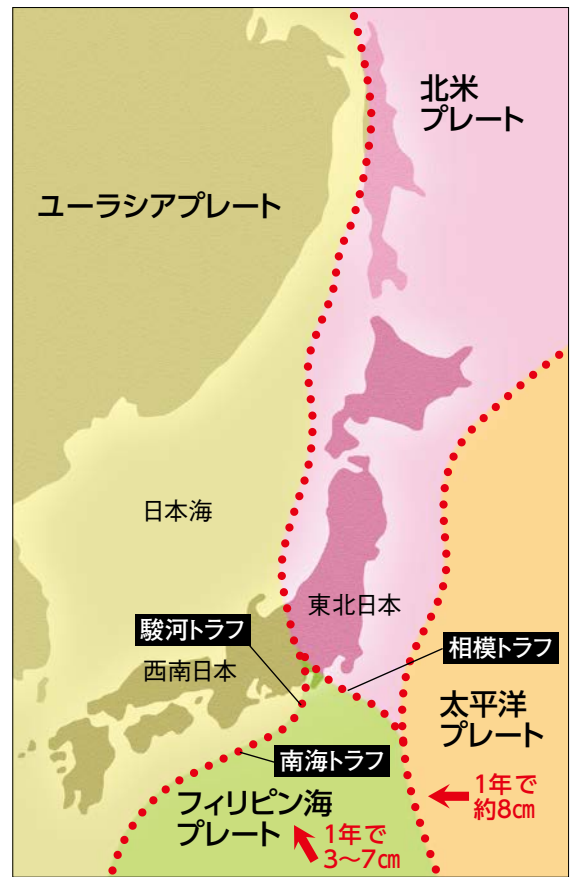 北米
プレート
ユーラシアプレート
日本海
東北日本
駿河トラフ
相模トラフ
西南日本
太平洋
プレート
南海トラフ
1年で
約8㎝
フィリピン海
プレート
1年で
3〜7㎝